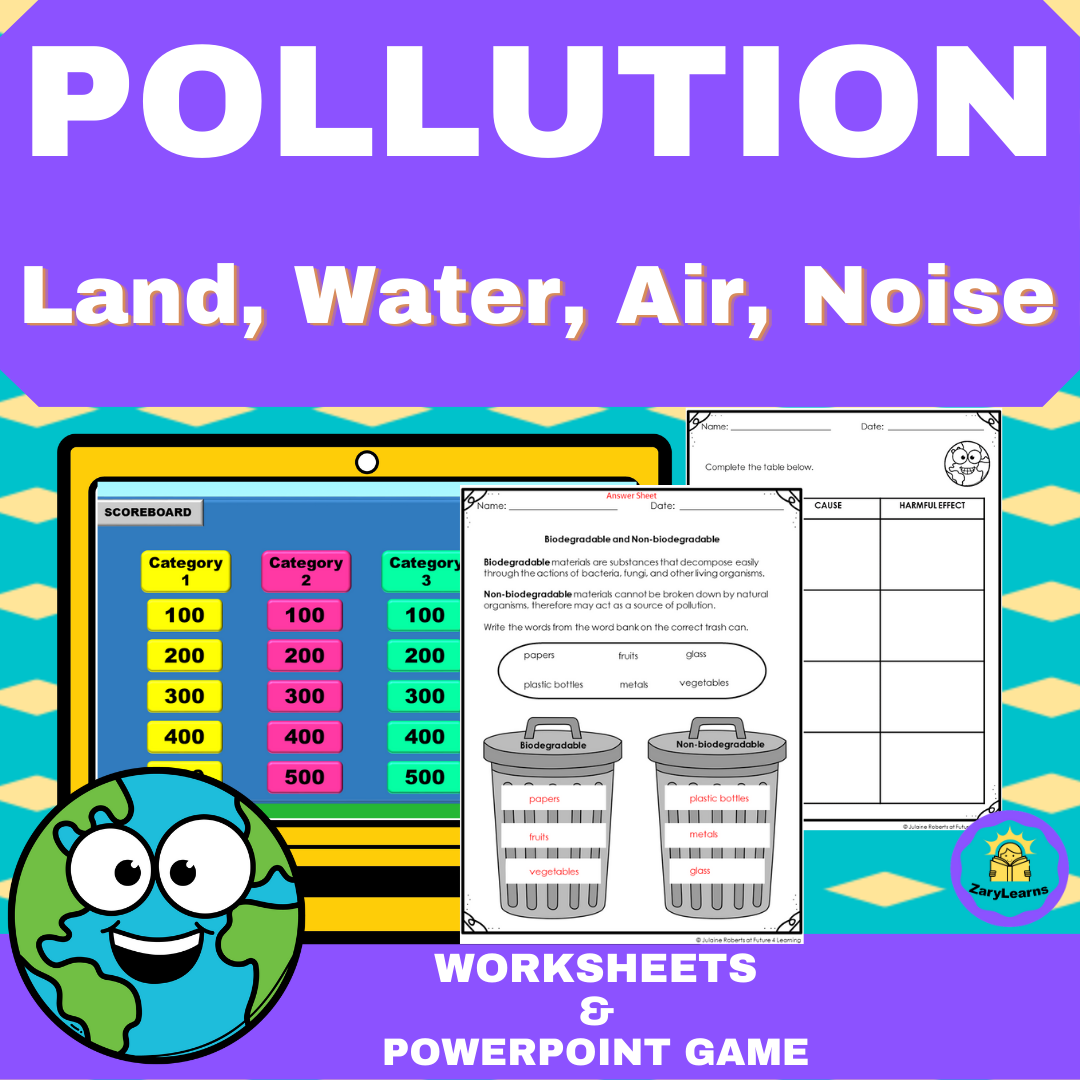 POLLUTION
Land, Water, Air, Noise
SCOREBOARD
Category 1
Category 2
Category 3
100 100 100
200 200 200
300 300 300
400 400 400
500 500
Answer Sheet
Name: Date:
Biodegradable and Non-biodegradable
Biodegradable materials are substances that decompose easily
through the actions of bacteria, fungi, and other living organisms.
Non-biodegradable materials cannot be broken down by natural
organisms, therefore may act as a source of pollution.
Write the words from the word bank on the correct trash can.
papers fruits glass
plastic bottles metals vegetables
Biodegradable
papers
fruits
vegetables
Non-biodegradable
plastic bottles
metals
glass
© Julaine Roberts at Future 4 Learning
Name: Date:
Complete the table below.
CAUSE HARMFUL EFFECT
© Julaine Roberts at
ZaryLearns
WORKSHEETS
&
POWERPOINT GAME